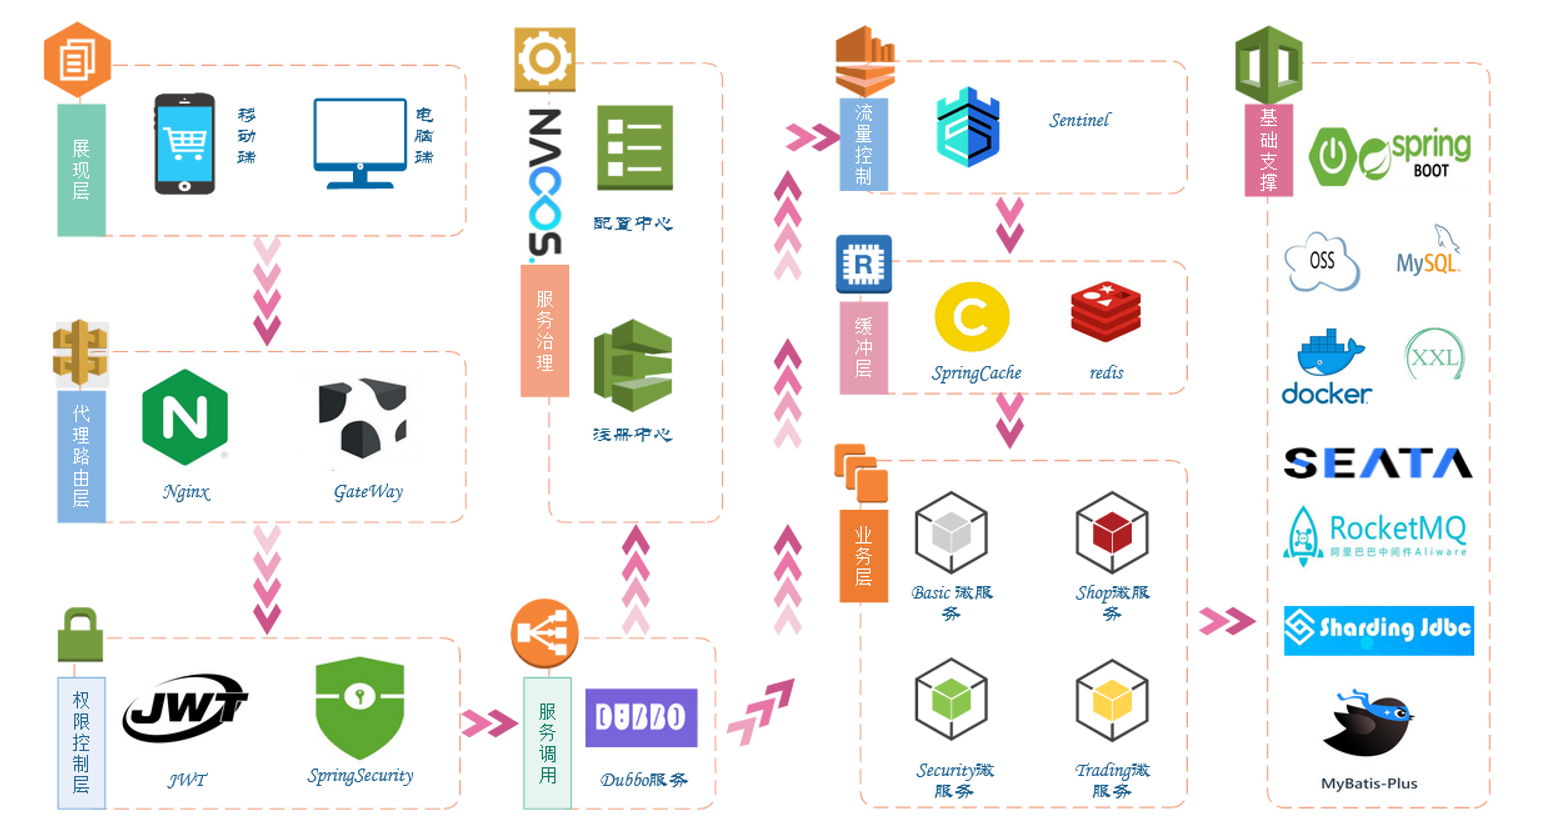 展现层
移动端
电脑端
代理路由层
Nginx
GateWay
权限控制层
JWT
JWT
SpringSecurity
NACOS.
服务治理
配置中心
注册中心
服务调用
DUBBO
Dubbo服务
流量控制
Sentinel
R
缓冲层
C
SpringCache
redis
业务层
Basic 微服
务
Shop微服
务
Security微
服务
Trading微
服务
基础支撑
spring
BOOT
OSS
MySQL
docker
XXL
SEATA
RocketMQ
阿里巴巴中间件Aliware
Sharding Jdbc
MyBatis-Plus